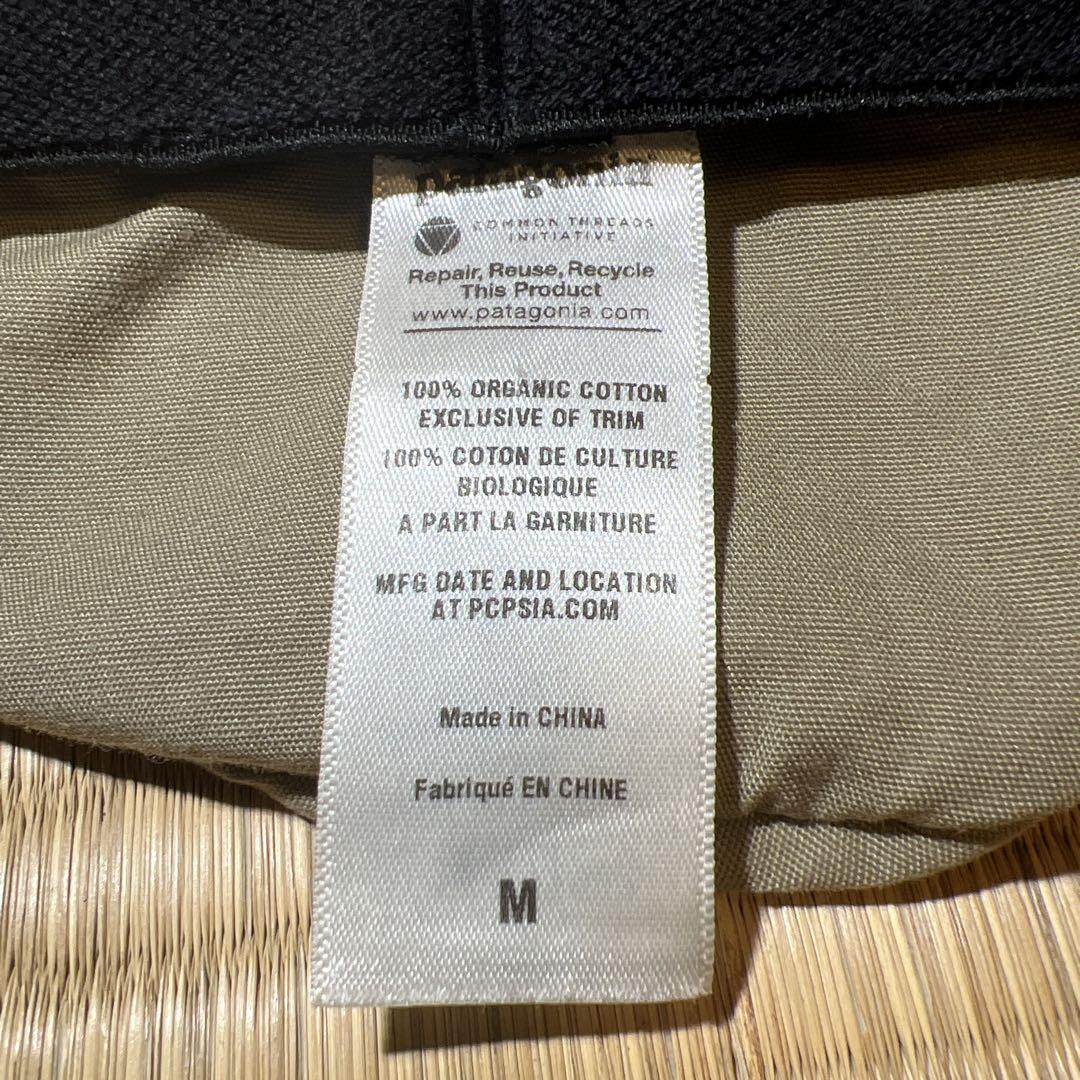 patagonia
COMMON THREADS
INITIATIVE
Repair, Reuse, Recycle
This Product
www.patagonia.com
100% ORGANIC COTTON
EXCLUSIVE OF TRIM
100% COTON DE CULTURE
BIOLOGIQUE
A PART LA GARNITURE
MFG DATE AND LOCATION
AT PCPSIA.COM
Made in CHINA
Fabriqué EN CHINE
M